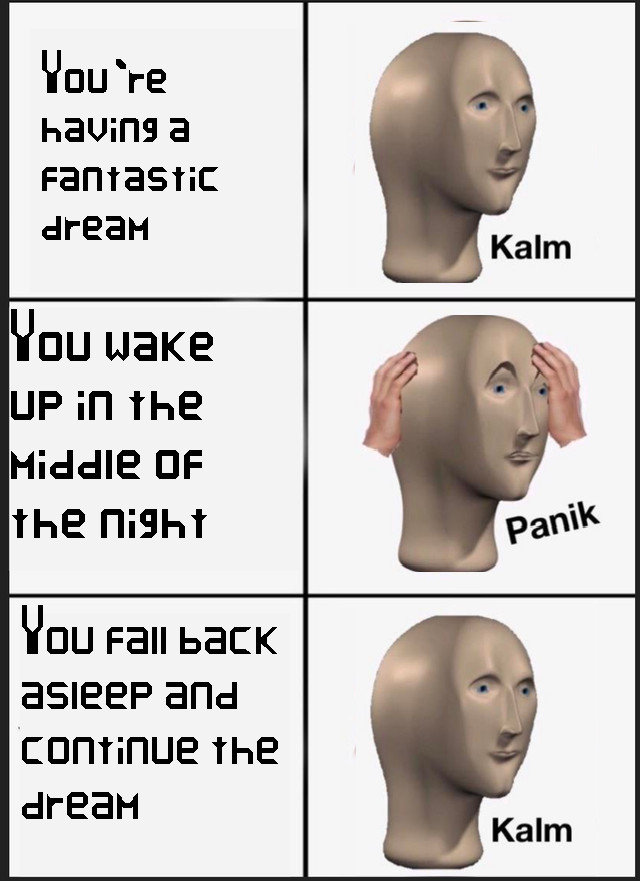 You're
having a
fantastic
dream
Kalm
You wake
up in the
middle of
the night
Panik
You fall back
asleep and
continue the
dream
Kalm